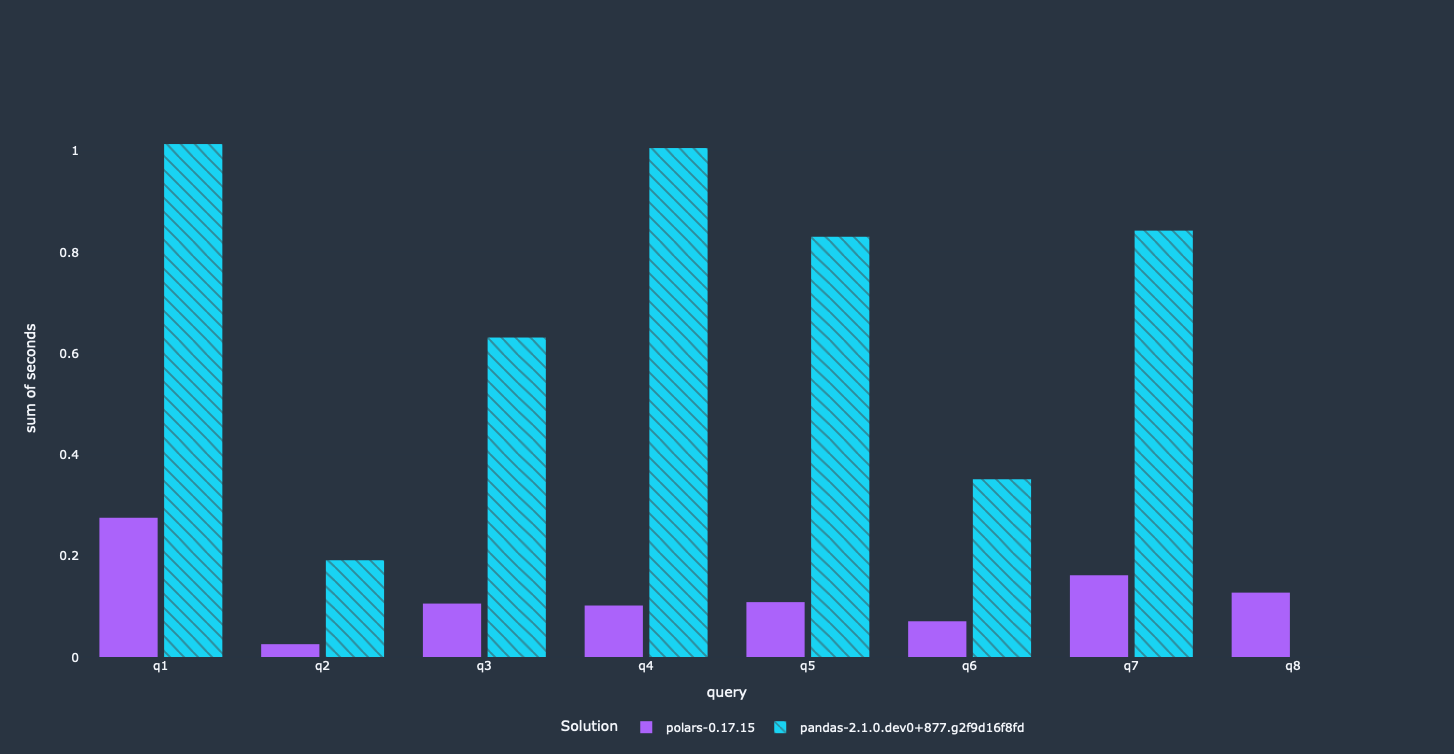 1
0.8
0.6
0.4
0.2
0
sum of seconds
q1 q2 q3 q4 q5 q6 q7 q8
query
Solution polars-0.17.15 pandas-2.1.0.dev0+877.g2f9d16f8fd